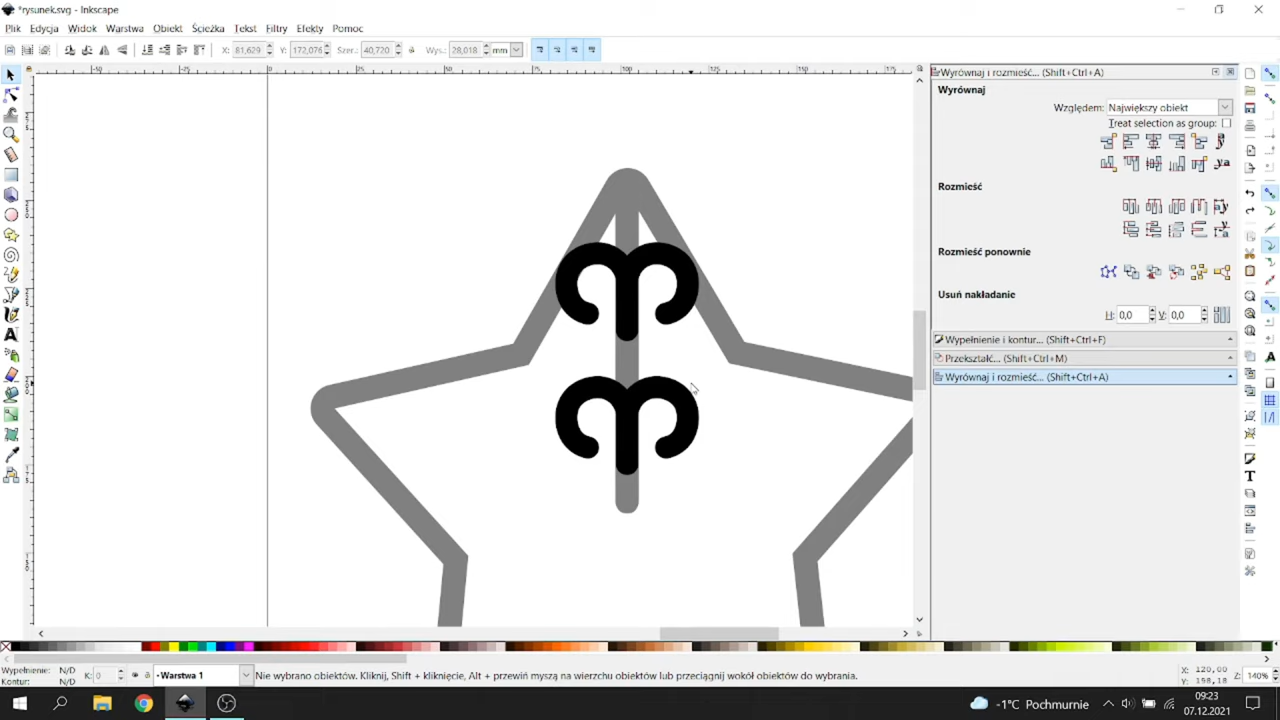 *rysunek.svg - Inkscape
Plik Edycja Widok Warstwa Obiekt Ścieżka Tekst Filtry Efekty Pomoc
X: 81,629 Y: 172,076 Szer.: 40,720 Wys.: 28,018 mm
Wyrównaj i rozmieść... (Shift+Ctrl+A)
Wyrównaj
Względem: Największy obiekt
Treat selection as group:
Rozmieść
Rozmieść ponownie
Usuń nakładanie
H: 0,0 V: 0,0
Wypełnienie i kontur... (Shift+Ctrl+F)
Przekształć... (Shift+Ctrl+M)
Wyrównaj i rozmieść... (Shift+Ctrl+A)
Wypełnienie: N/D
Kontur: N/D
K: 0
Warstwa 1
Nie wybrano obiektów. Kliknij, Shift + kliknięcie, Alt + przewiń myszą na wierzchu obiektów lub przeciągnij wokół obiektów do wybrania.
X: 120,00
Y: 198,18
Z: 140%
-1°C Pochmurnie
09:23
07.12.2021